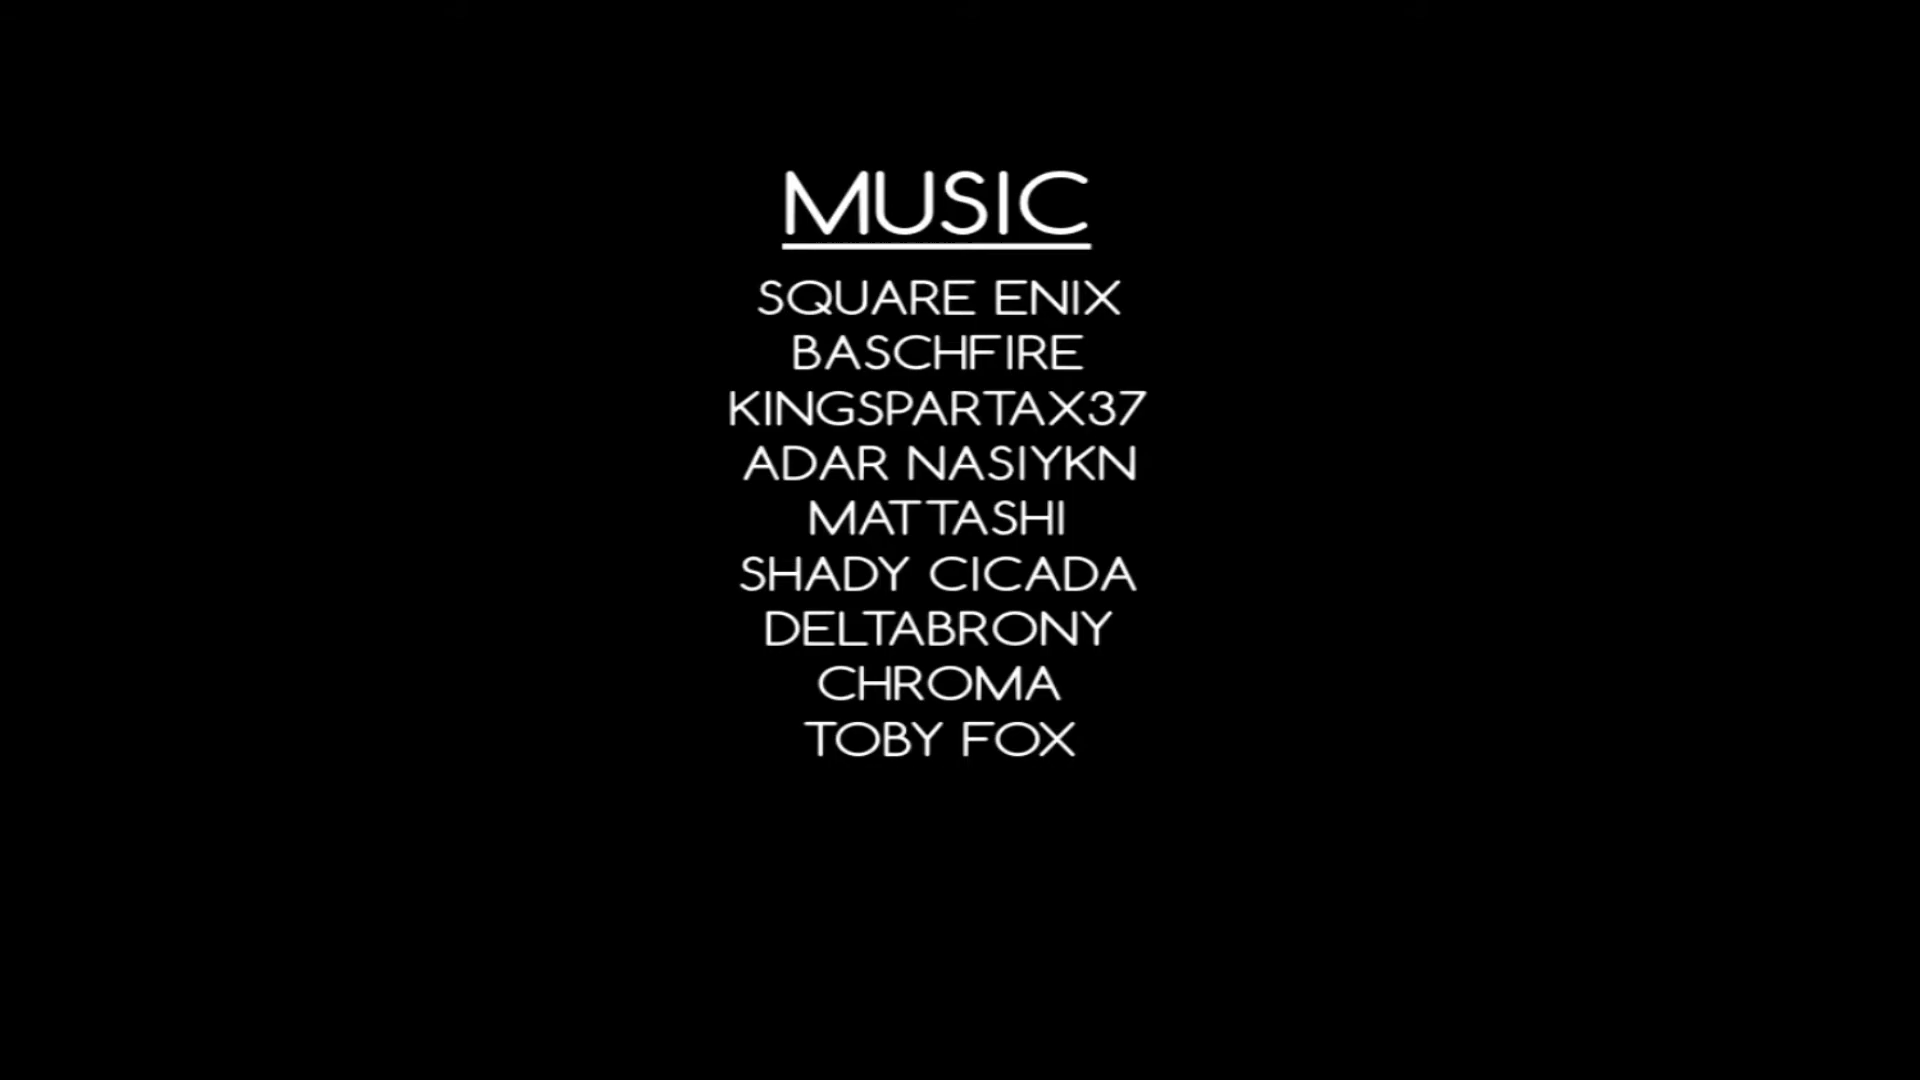 MUSIC
SQUARE ENIX
BASCHFIRE
KINGSPARTAX37
ADAR NASIYKN
MATTASHI
SHADY CICADA
DELTABRONY
CHROMA
TOBY FOX